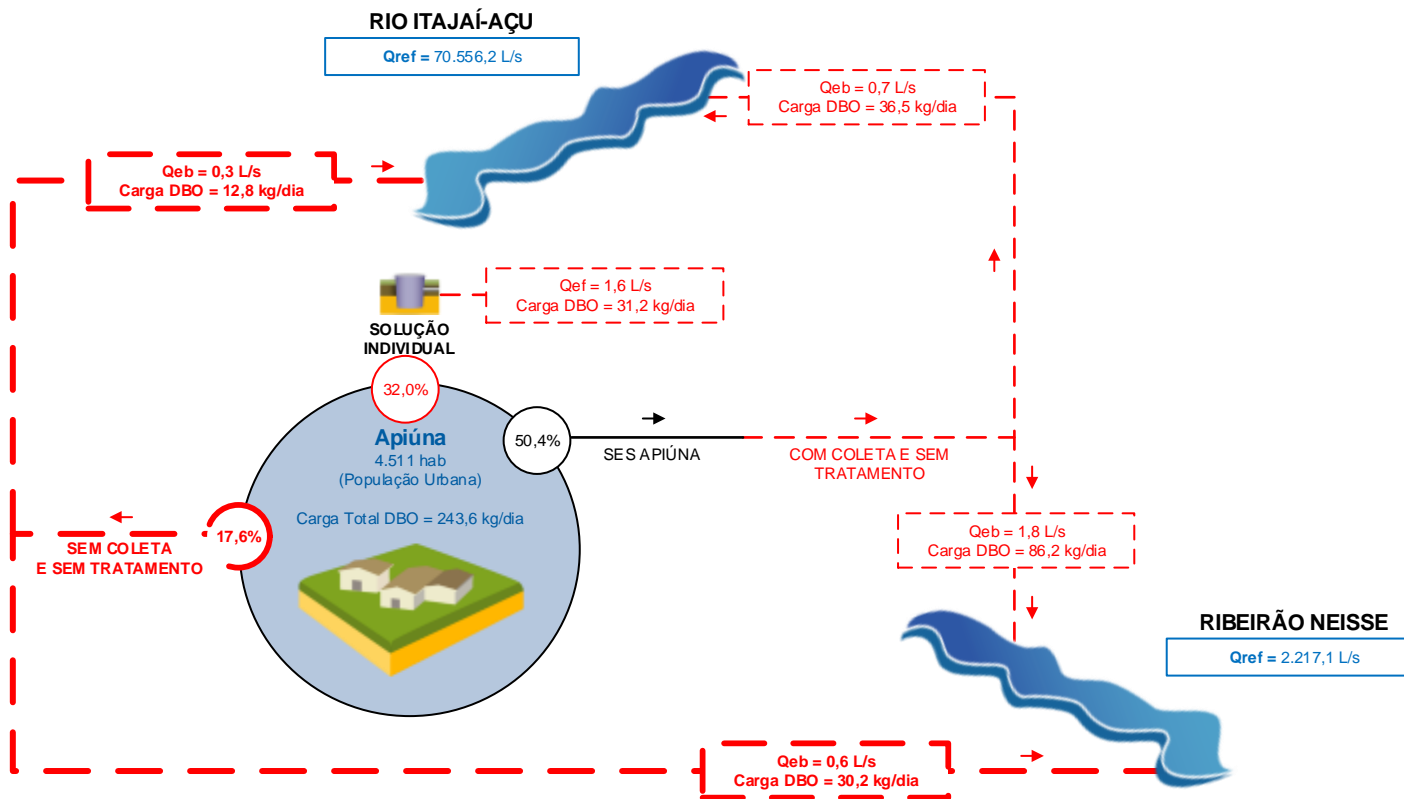 RIO ITAJAÍ-AÇU
Qref = 70.556,2 L/s
Qeb = 0,7 L/s
Carga DBO = 36,5 kg/dia
Qeb = 0,3 L/s
Carga DBO = 12,8 kg/dia
Qef = 1,6 L/s
Carga DBO = 31,2 kg/dia
SOLUÇÃO
INDIVIDUAL
32,0%
Apiúna
4.511 hab
(População Urbana)
Carga Total DBO = 243,6 kg/dia
50,4%
SES APIÚNA
COM COLETA E SEM
TRATAMENTO
17,6%
SEM COLETA
E SEM TRATAMENTO
Qeb = 1,8 L/s
Carga DBO = 86,2 kg/dia
RIBEIRÃO NEISSE
Qref = 2.217,1 L/s
Qeb = 0,6 L/s
Carga DBO = 30,2 kg/dia